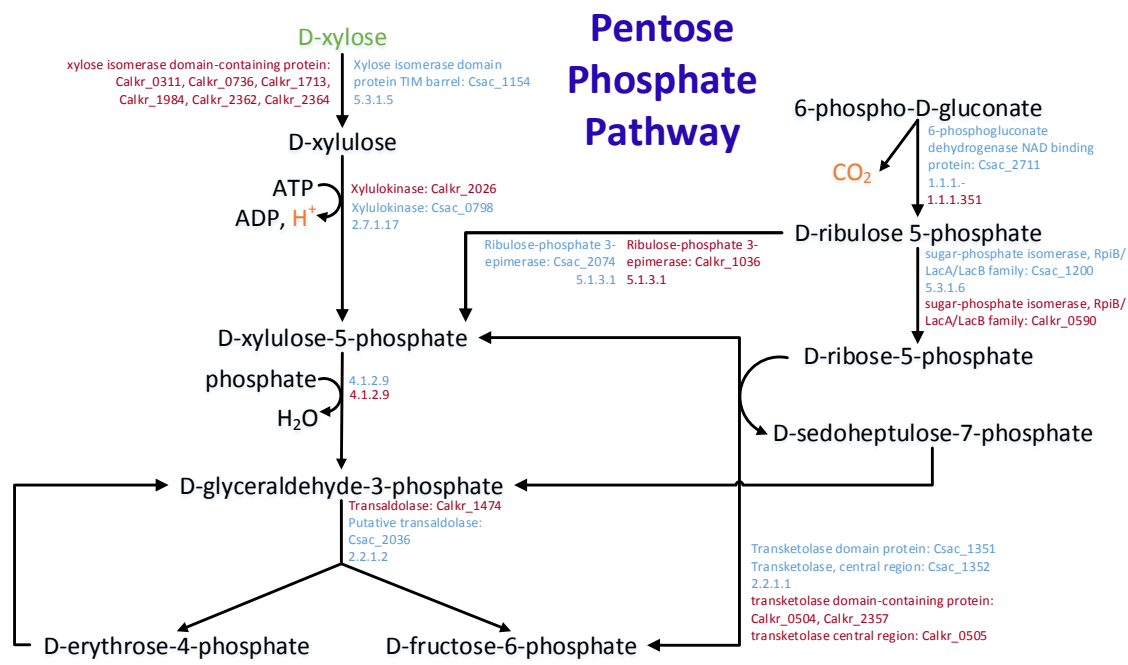 Pentose
Phosphate
Pathway
D-xylose
xylose isomerase domain-containing protein:
Calkr_0311, Calkr_0736, Calkr_1713,
Calkr_1984, Calkr_2362, Calkr_2364
Xylose isomerase domain
protein TIM barrel: Csac_1154
5.3.1.5
D-xylulose
ATP
ADP, H+
Xylulokinase: Calkr_2026
Xylulokinase: Csac_0798
2.7.1.17
6-phospho-D-gluconate
CO2
6-phosphogluconate
dehydrogenase NAD binding
protein: Csac_2711
1.1.1.-
1.1.1.351
D-ribulose 5-phosphate
Ribulose-phosphate 3-
epimerase: Csac_2074
5.1.3.1
Ribulose-phosphate 3-
epimerase: Calkr_1036
5.1.3.1
sugar-phosphate isomerase, RpiB/
LacA/LacB family: Csac_1200
5.3.1.6
sugar-phosphate isomerase, RpiB/
LacA/LacB family: Calkr_0590
D-xylulose-5-phosphate
D-ribose-5-phosphate
phosphate
H2O
4.1.2.9
4.1.2.9
D-sedoheptulose-7-phosphate
D-glyceraldehyde-3-phosphate
Transaldolase: Calkr_1474
Putative transaldolase:
Csac_2036
2.2.1.2
Transketolase domain protein: Csac_1351
Transketolase, central region: Csac_1352
2.2.1.1
transketolase domain-containing protein:
Calkr_0504, Calkr_2357
transketolase central region: Calkr_0505
D-erythrose-4-phosphate
D-fructose-6-phosphate